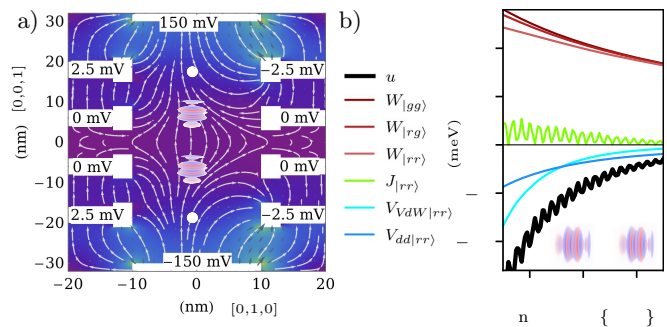 a)
150 mV
2.5 mV
−2.5 mV
0 mV
0 mV
0 mV
0 mV
2.5 mV
−2.5 mV
−150 mV
30
20
10
0
−10
−20
−30
(nm) [0,0,1]
−20
−10
0
10
20
(nm) [0,1,0]
b)
u
W|gg⟩
W|rg⟩
W|rr⟩
J|rr⟩
VVdW|rr⟩
Vdd|rr⟩
(meV)
n { }